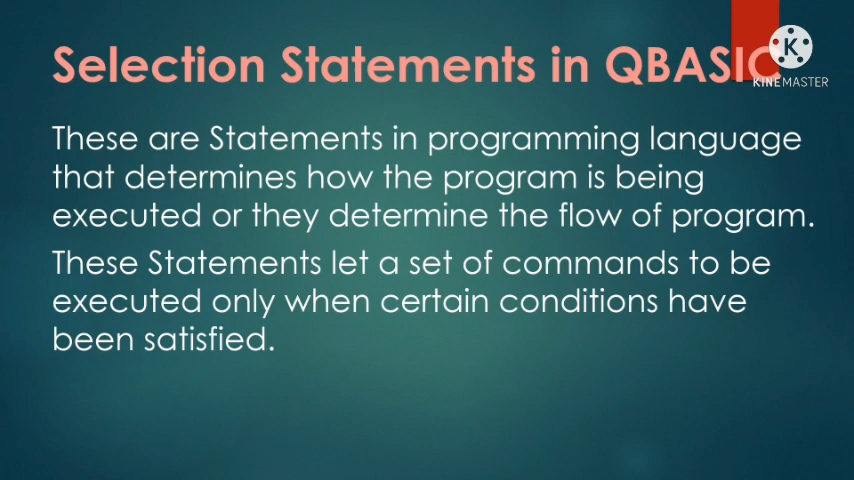 Selection Statements in QBASIC
K
KINEMASTER
These are Statements in programming language
that determines how the program is being
executed or they determine the flow of program.
These Statements let a set of commands to be
executed only when certain conditions have
been satisfied.